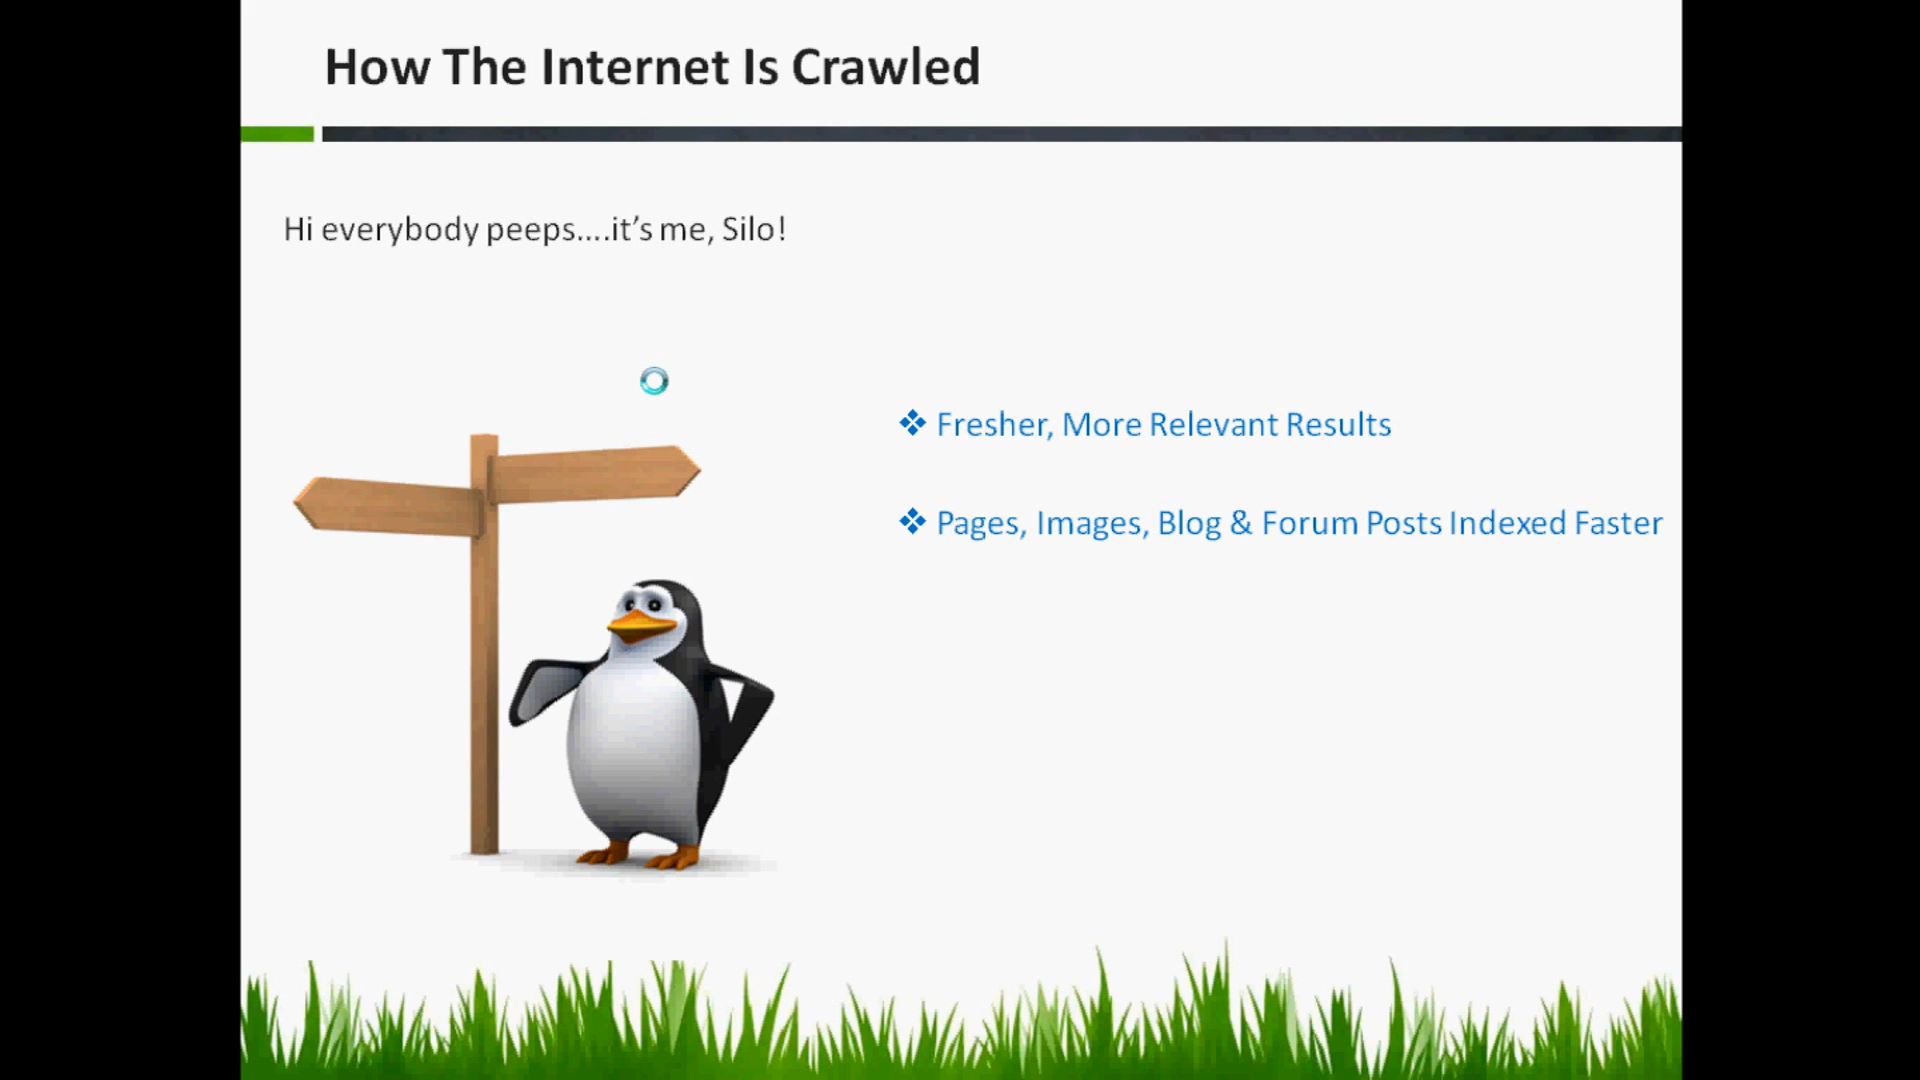 How The Internet Is Crawled
Hi everybody peeps....it's me, Silo!
❖ Fresher, More Relevant Results
❖ Pages, Images, Blog & Forum Posts Indexed Faster